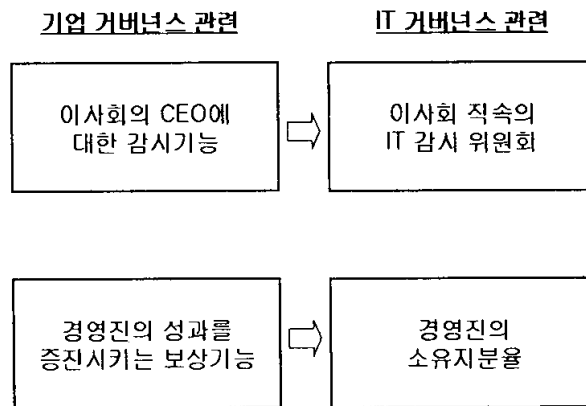 기업 거버넌스 관련
IT 거버넌스 관련
이사회의 CEO에
대한 감시기능
이사회 직속의
IT 감시 위원회
경영진의 성과를
증진시키는 보상기능
경영진의
소유지분율